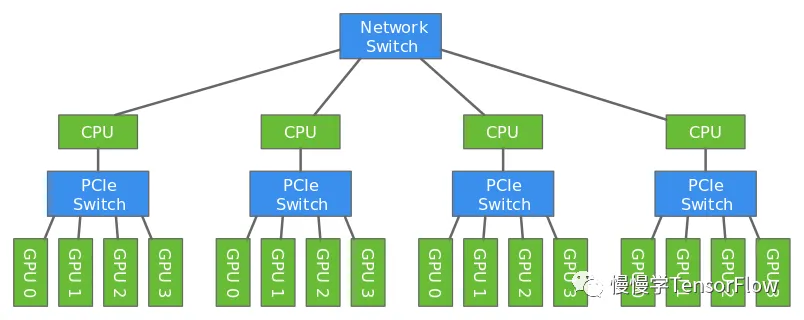 Network
Switch
CPU
CPU
CPU
CPU
PCIe
Switch
PCIe
Switch
PCIe
Switch
PCIe
Switch
GPU 0
GPU 1
GPU 2
GPU 3
GPU 0
GPU 1
GPU 2
GPU 3
GPU 0
GPU 1
GPU 2
GPU 3
GPU 0
GPU 1
GPU 2
GPU 3
慢慢学TensorFlow